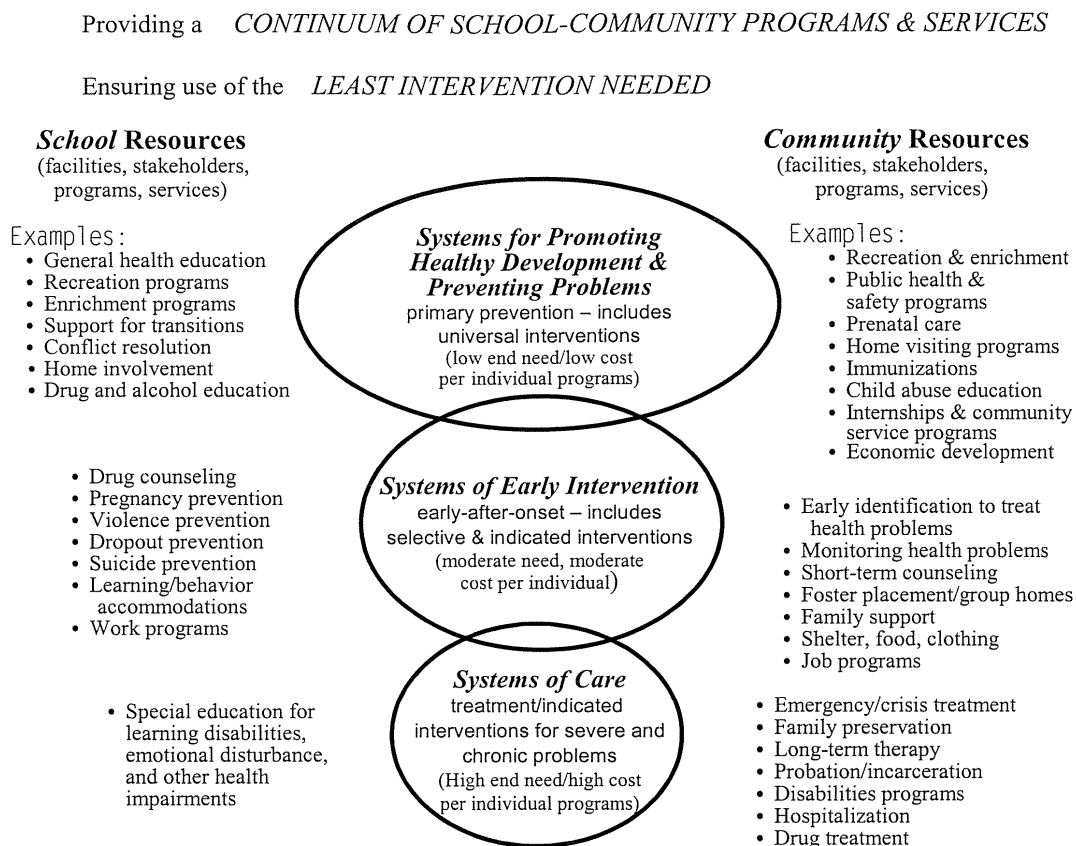 Providing a CONTINUUM OF SCHOOL-COMMUNITY PROGRAMS & SERVICES
Ensuring use of the LEAST INTERVENTION NEEDED
School Resources
(facilities, stakeholders,
programs, services)
Examples:
• General health education
• Recreation programs
• Enrichment programs
• Support for transitions
• Conflict resolution
• Home involvement
• Drug and alcohol education
• Drug counseling
• Pregnancy prevention
• Violence prevention
• Dropout prevention
• Suicide prevention
• Learning/behavior
accommodations
• Work programs
• Special education for
learning disabilities,
emotional disturbance,
and other health
impairments
Systems for Promoting
Healthy Development &
Preventing Problems
primary prevention – includes
universal interventions
(low end need/low cost
per individual programs)
Systems of Early Intervention
early-after-onset – includes
selective & indicated interventions
(moderate need, moderate
cost per individual)
Systems of Care
treatment/indicated
interventions for severe and
chronic problems
(High end need/high cost
per individual programs)
Community Resources
(facilities, stakeholders,
programs, services)
Examples:
• Recreation & enrichment
• Public health &
safety programs
• Prenatal care
• Home visiting programs
• Immunizations
• Child abuse education
• Internships & community
service programs
• Economic development
• Early identification to treat
health problems
• Monitoring health problems
• Short-term counseling
• Foster placement/group homes
• Family support
• Shelter, food, clothing
• Job programs
• Emergency/crisis treatment
• Family preservation
• Long-term therapy
• Probation/incarceration
• Disabilities programs
• Hospitalization
• Drug treatment